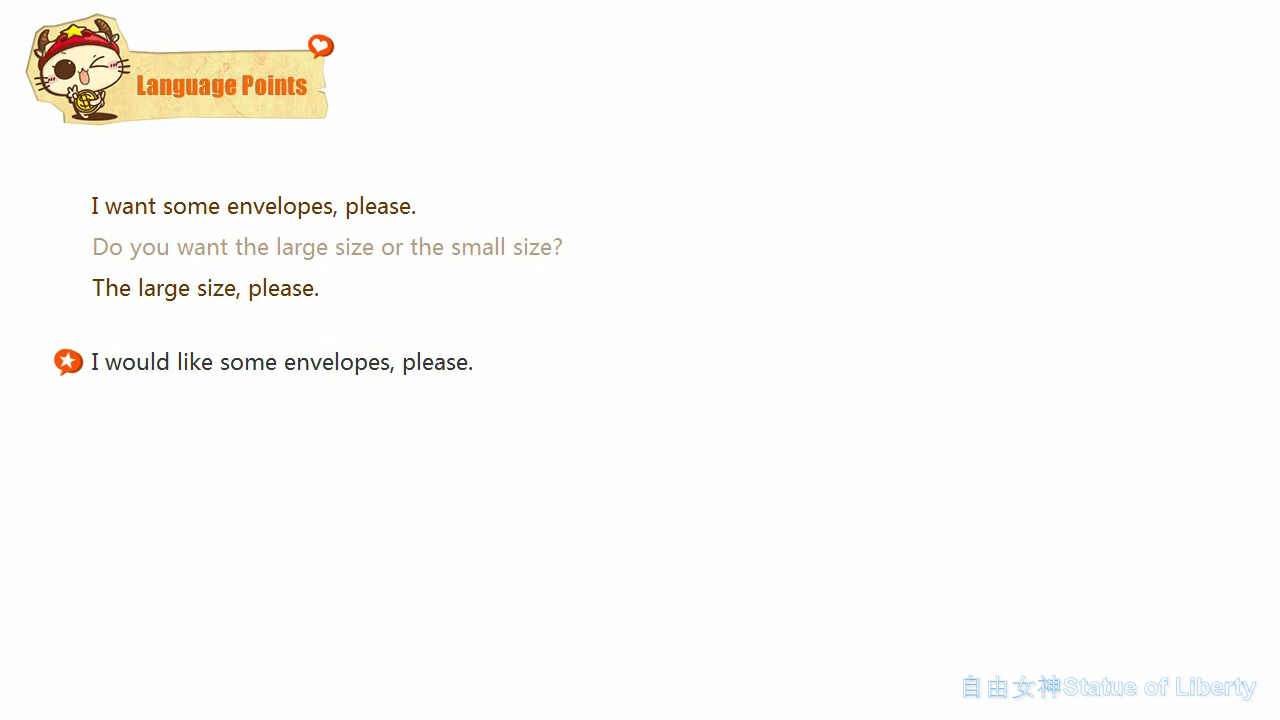 Language Points
I want some envelopes, please.
Do you want the large size or the small size?
The large size, please.
I would like some envelopes, please.
自由女神Statue of Liberty